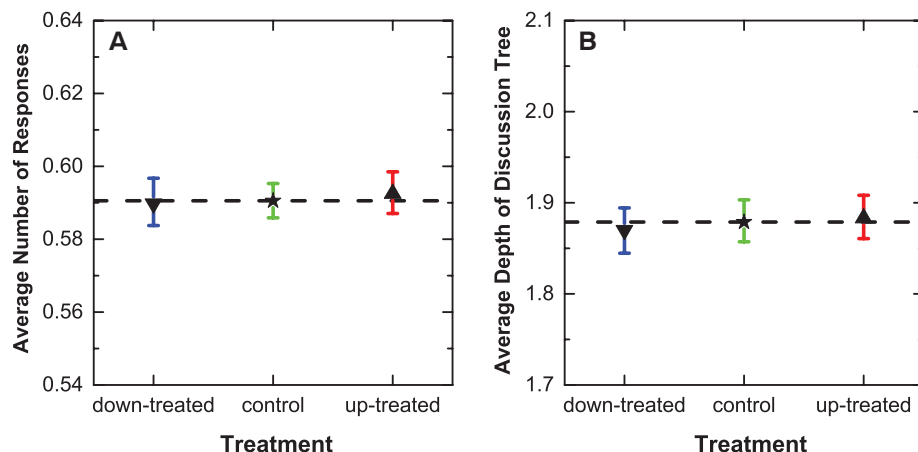 A
Average Number of Responses
0.64
0.62
0.60
0.58
0.56
0.54
down-treated control up-treated
Treatment
B
Average Depth of Discussion Tree
2.1
2.0
1.9
1.8
1.7
down-treated control up-treated
Treatment